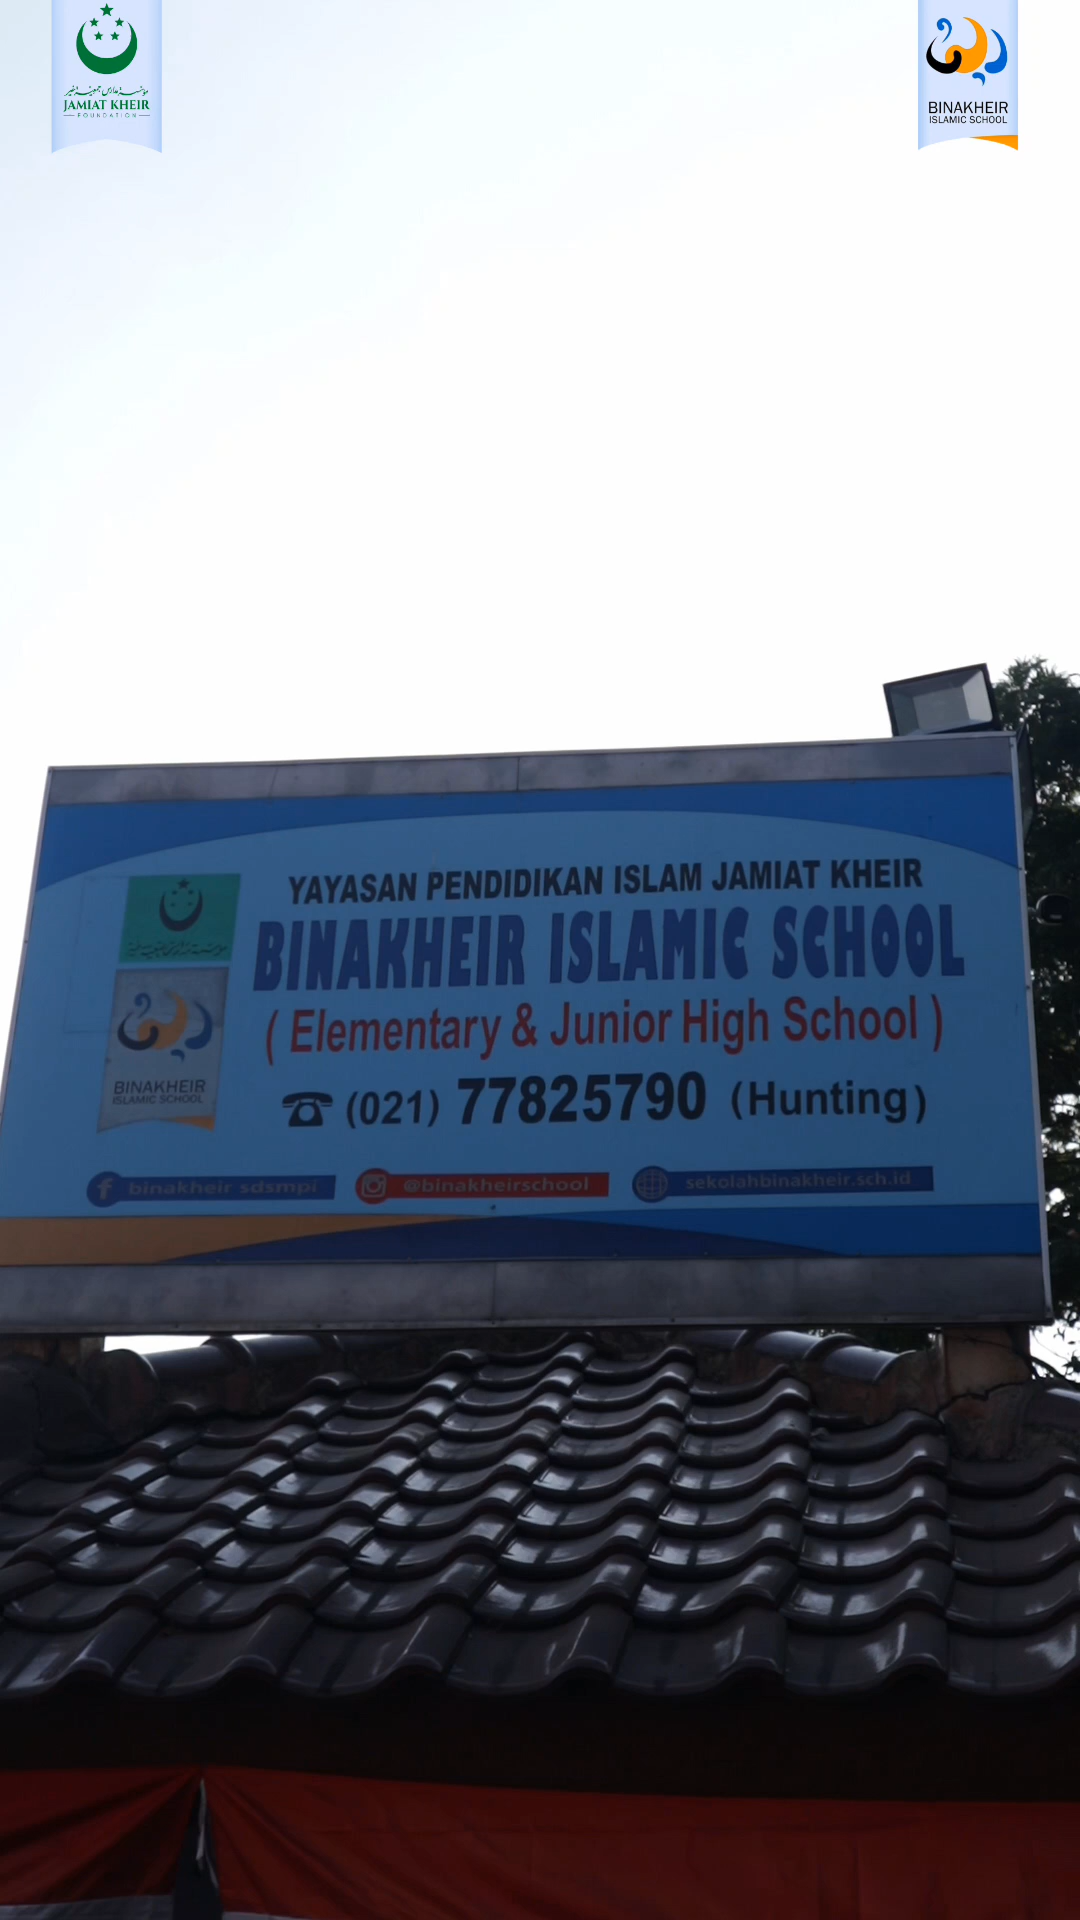 JAMIAT KHEIR
FOUNDATION
BINAKHEIR
ISLAMIC SCHOOL
YAYASAN PENDIDIKAN ISLAM JAMIAT KHEIR
BINAKHEIR ISLAMIC SCHOOL
( Elementary & Junior High School )
(021) 77825790 (Hunting)
BINAKHEIR
ISLAMIC SCHOOL
binakheir sdsmpi
@binakheirschool
sekolahbinakheir.sch.id